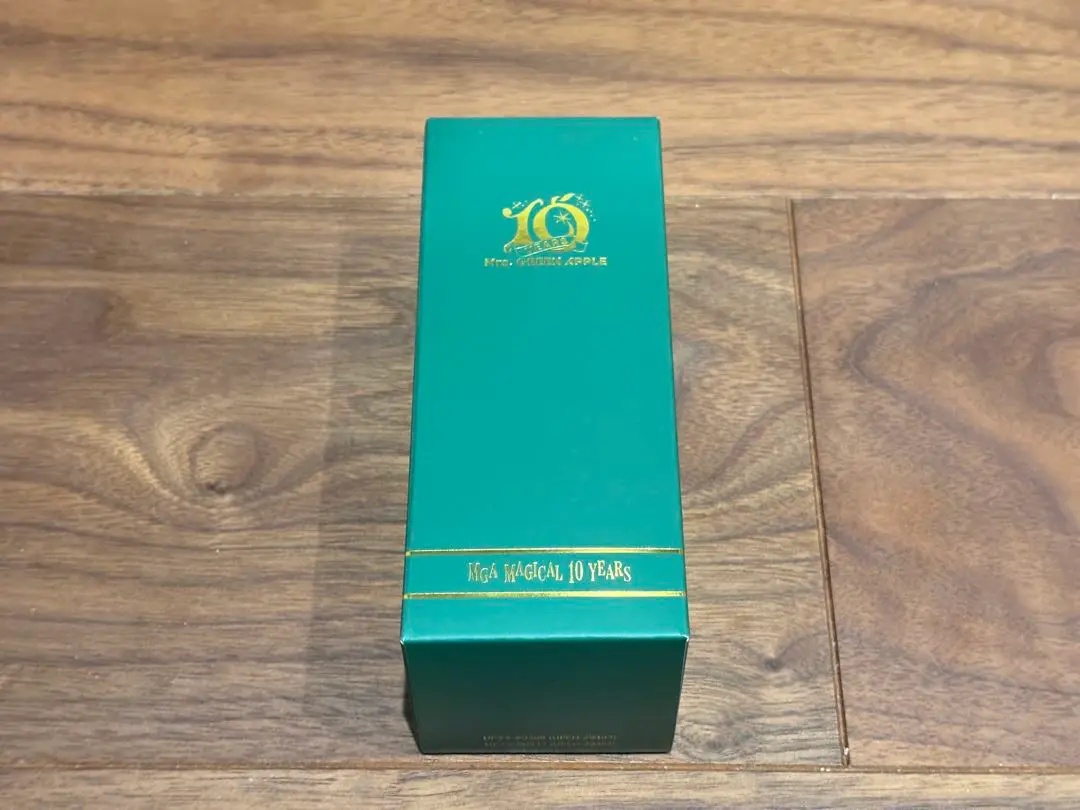 10
YEARS
Mrs. GREEN APPLE
MGA MAGICAL 10 YEARS